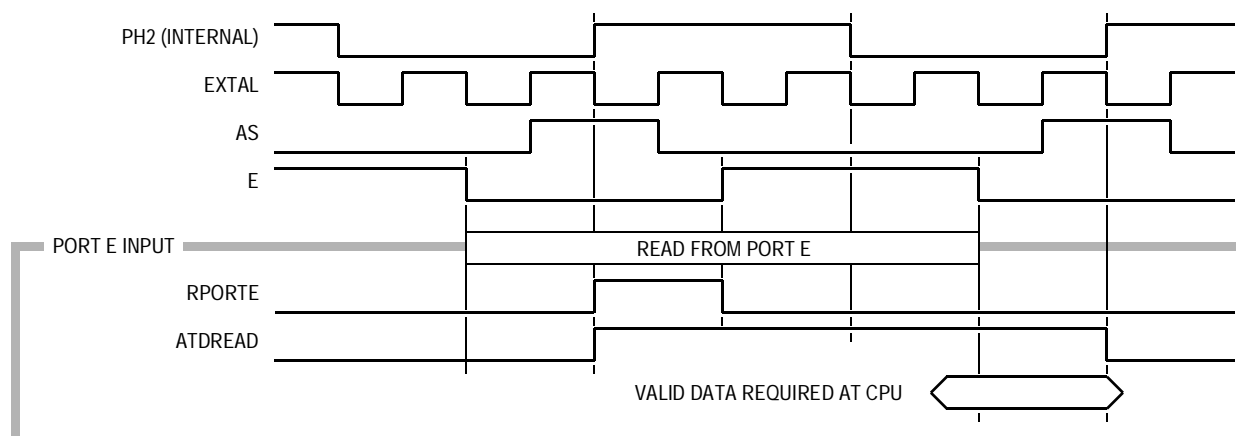 PH2 (INTERNAL)
EXTAL
AS
E
PORT E INPUT
READ FROM PORT E
RPORTE
ATDREAD
VALID DATA REQUIRED AT CPU